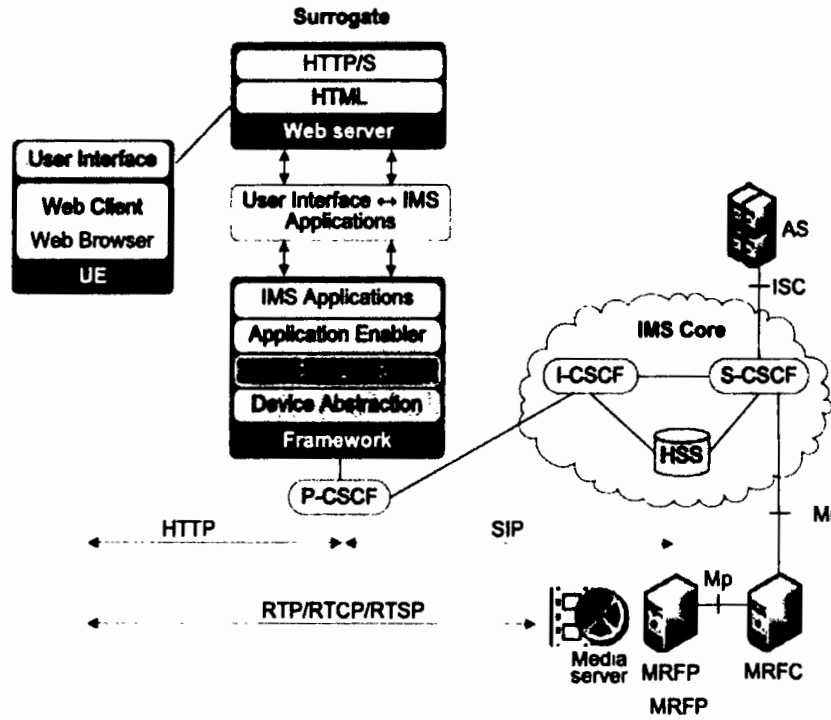 Surrogate
HTTP/S
HTML
Web server
User Interface
Web Client
Web Browser
UE
User Interface ↔ IMS
Applications
IMS Applications
Application Enabler
Device Abstraction
Framework
P-CSCF
AS
ISC
IMS Core
I-CSCF
S-CSCF
HSS
HTTP
SIP
RTP/RTCP/RTSP
Mp
Media
server
MRFP
MRFC
MRFP